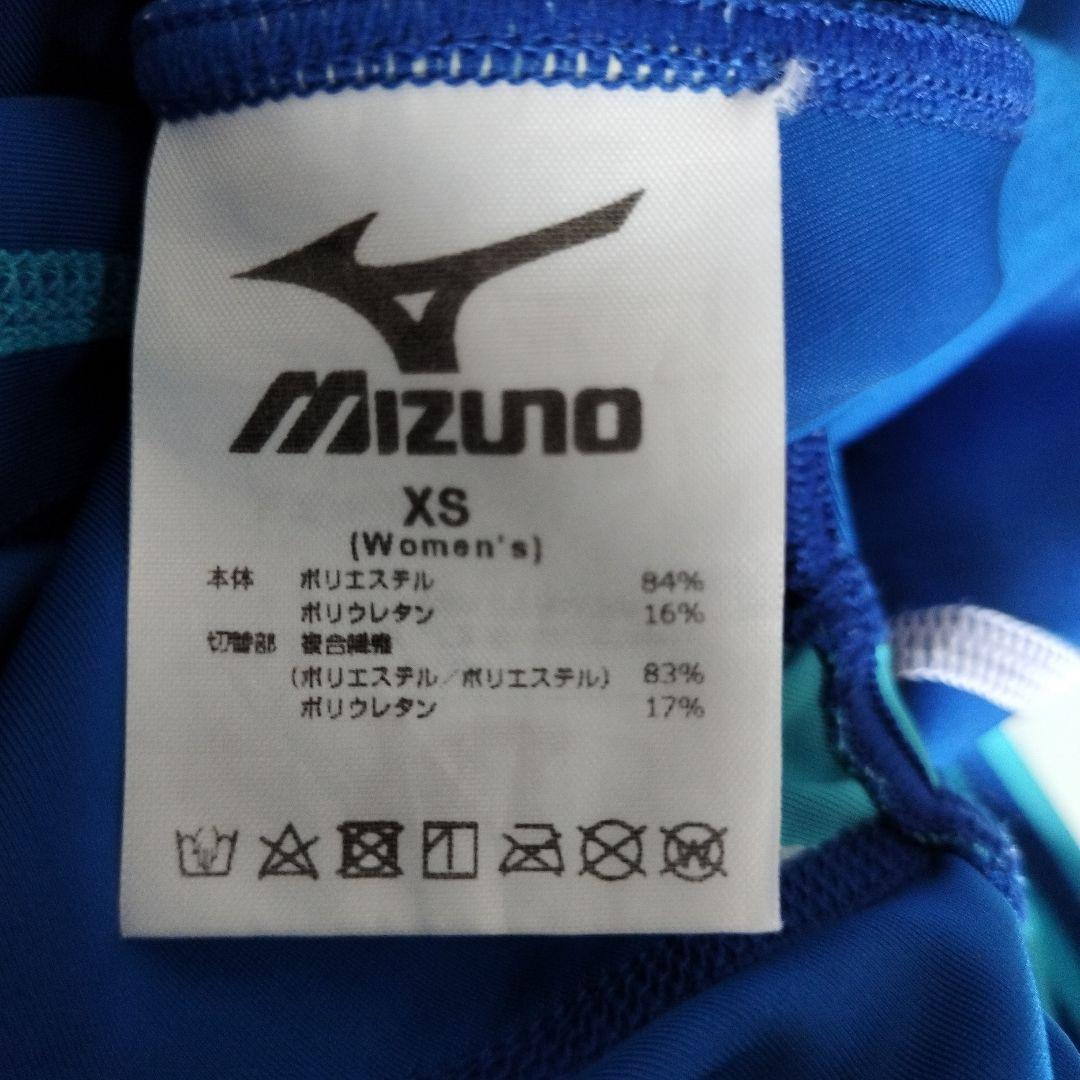 MIZUNO
XS
(Women's)
本体 ポリエステル 84%
ポリウレタン 16%
切替部 複合繊維
(ポリエステル/ポリエステル) 83%
ポリウレタン 17%